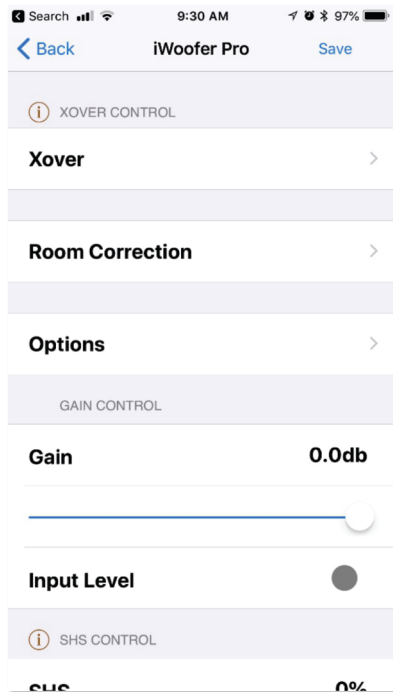 Search 9:30 AM 97%
Back iWoofer Pro Save
XOVER CONTROL
Xover
Room Correction
Options
GAIN CONTROL
Gain 0.0db
Input Level
SHS CONTROL
SHS 0%